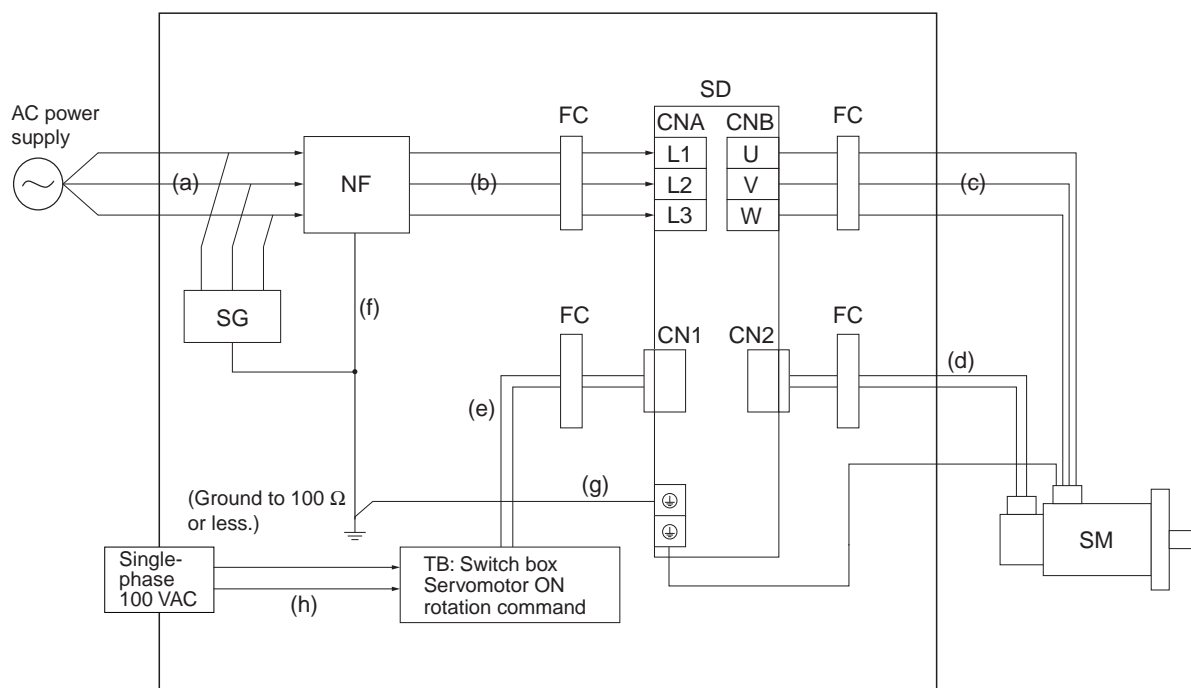 SD
AC power
supply
FC
CNA
CNB
FC
(a)
NF
(b)
L1
U
L2
V
(c)
L3
W
SG
(f)
FC
CN1
CN2
FC
(d)
(e)
(Ground to 100 Ω
or less.)
(g)
SM
Single-
phase
100 VAC
(h)
TB: Switch box
Servomotor ON
rotation command